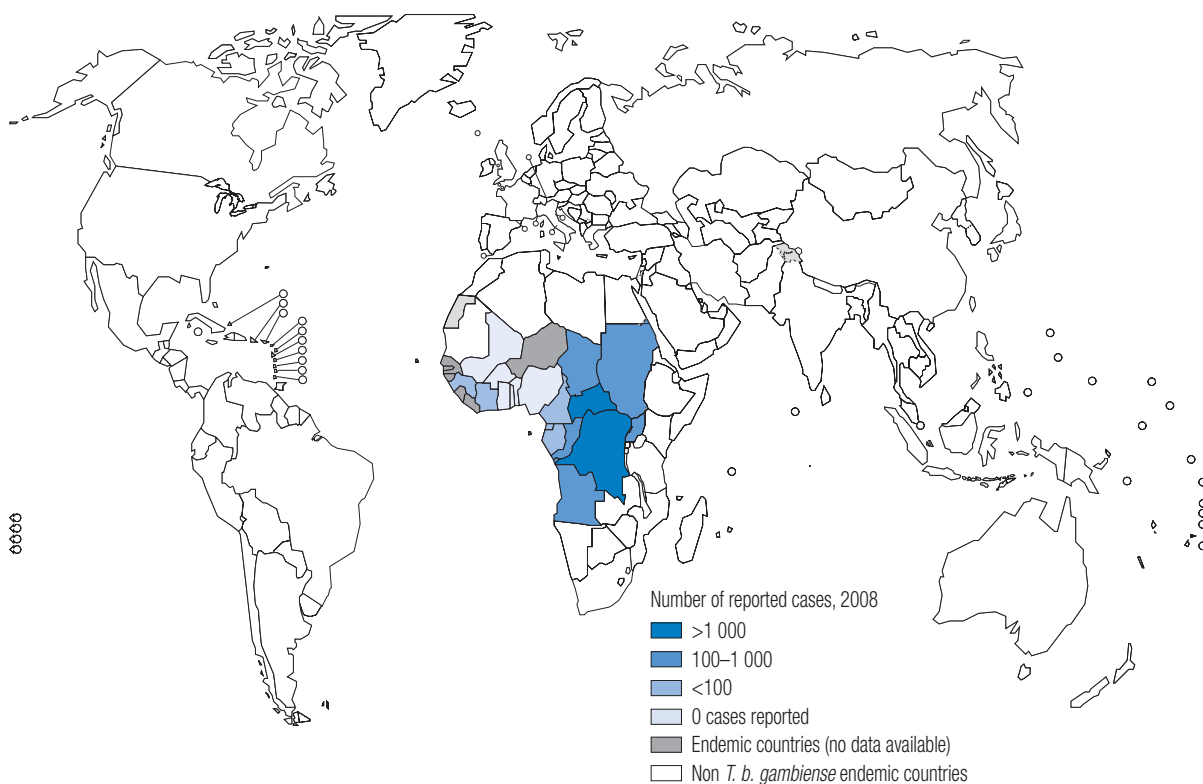 Number of reported cases, 2008
>1 000
100–1 000
<100
0 cases reported
Endemic countries (no data available)
Non T. b. gambiense endemic countries